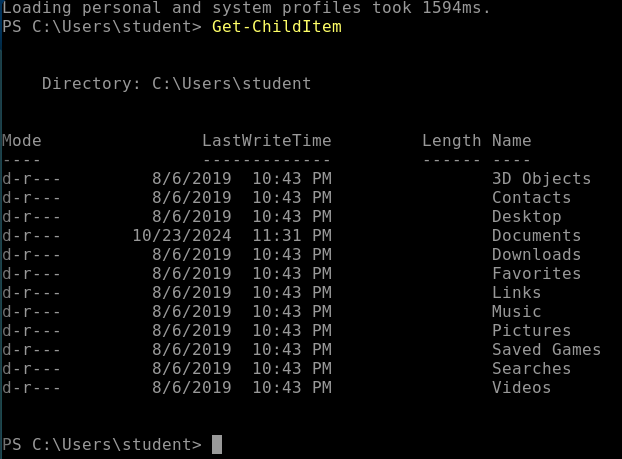 Loading personal and system profiles took 1594ms.
PS C:\Users\student> Get-ChildItem
    Directory: C:\Users\student
Mode                LastWriteTime         Length Name
----                -------------         ------ ----
d-r---         8/6/2019  10:43 PM                3D Objects
d-r---         8/6/2019  10:43 PM                Contacts
d-r---         8/6/2019  10:43 PM                Desktop
d-r---       10/23/2024  11:31 PM                Documents
d-r---         8/6/2019  10:43 PM                Downloads
d-r---         8/6/2019  10:43 PM                Favorites
d-r---         8/6/2019  10:43 PM                Links
d-r---         8/6/2019  10:43 PM                Music
d-r---         8/6/2019  10:43 PM                Pictures
d-r---         8/6/2019  10:43 PM                Saved Games
d-r---         8/6/2019  10:43 PM                Searches
d-r---         8/6/2019  10:43 PM                Videos
PS C:\Users\student>